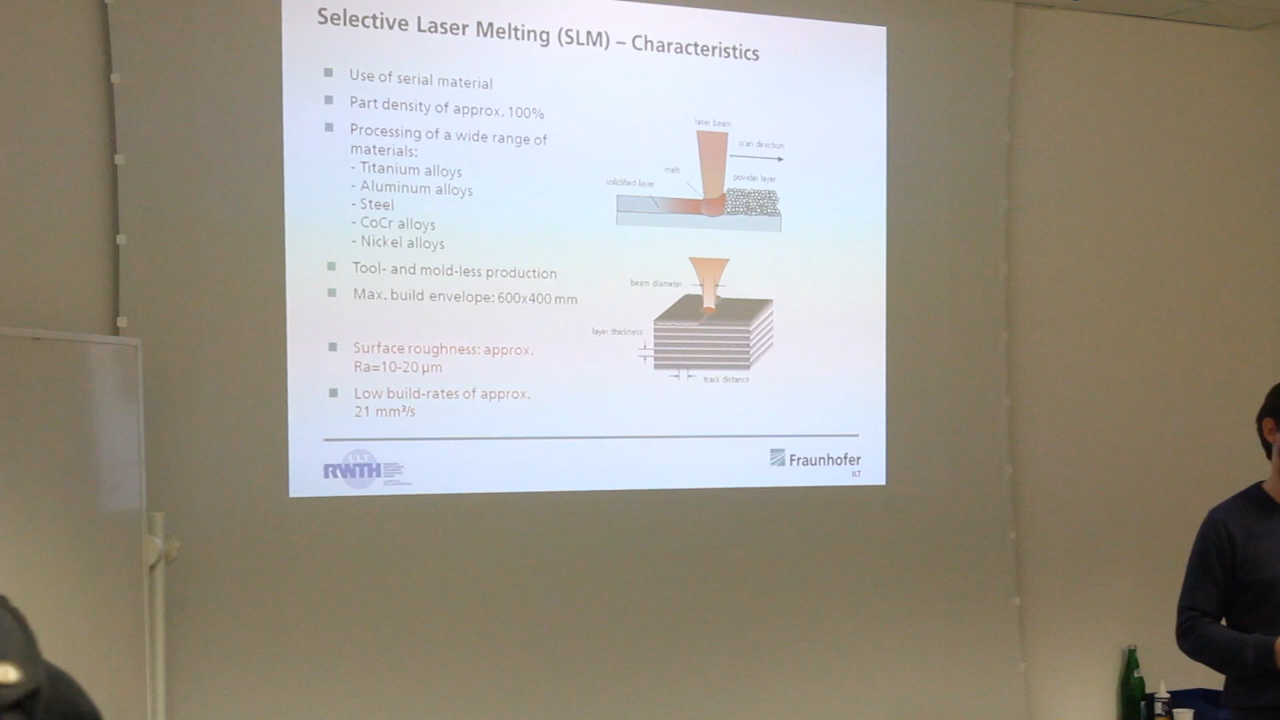 Selective Laser Melting (SLM) – Characteristics
Use of serial material
Part density of approx. 100%
Processing of a wide range of
materials:
- Titanium alloys
- Aluminum alloys
- Steel
- CoCr alloys
- Nickel alloys
Tool- and mold-less production
Max. build envelope: 600x400 mm
Surface roughness: approx.
Ra=10-20 µm
Low build-rates of approx.
21 mm³/s
laser beam
scan direction
melt
powder layer
solidified layer
beam diameter
layer thickness
track distance
RWTH
Fraunhofer
ILT